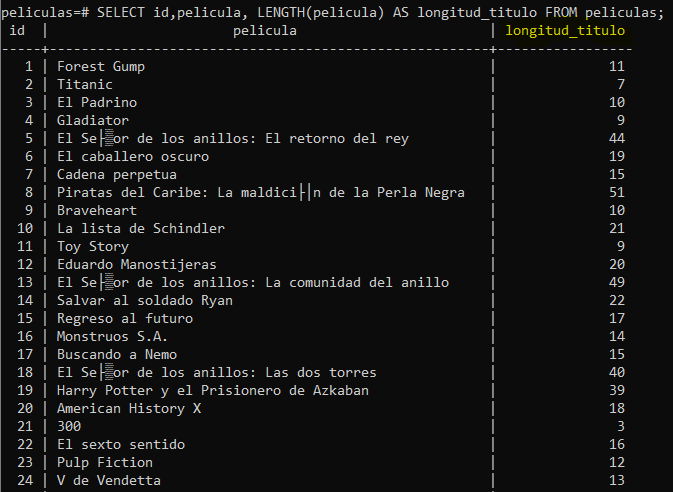 peliculas=# SELECT id,pelicula, LENGTH(pelicula) AS longitud_titulo FROM peliculas;
id | pelicula | longitud_titulo
----+-------------------------------------------------------+-----------------
1 | Forest Gump | 11
2 | Titanic | 7
3 | El Padrino | 10
4 | Gladiator | 9
5 | El Se├▒or de los anillos: El retorno del rey | 44
6 | El caballero oscuro | 19
7 | Cadena perpetua | 15
8 | Piratas del Caribe: La maldici├│n de la Perla Negra | 51
9 | Braveheart | 10
10 | La lista de Schindler | 21
11 | Toy Story | 9
12 | Eduardo Manostijeras | 20
13 | El Se├▒or de los anillos: La comunidad del anillo | 49
14 | Salvar al soldado Ryan | 22
15 | Regreso al futuro | 17
16 | Monstruos S.A. | 14
17 | Buscando a Nemo | 15
18 | El Se├▒or de los anillos: Las dos torres | 40
19 | Harry Potter y el Prisionero de Azkaban | 39
20 | American History X | 18
21 | 300 | 3
22 | El sexto sentido | 16
23 | Pulp Fiction | 12
24 | V de Vendetta | 13